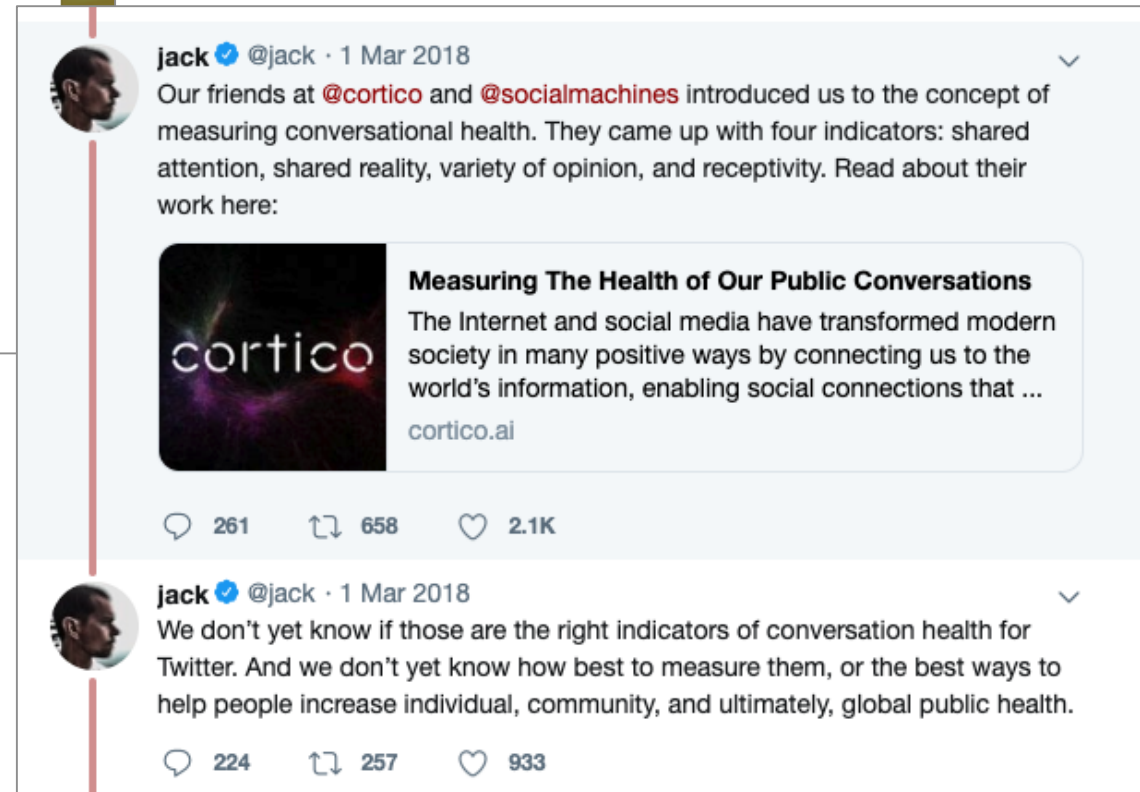 jack @jack · 1 Mar 2018
Our friends at @cortico and @socialmachines introduced us to the concept of
measuring conversational health. They came up with four indicators: shared
attention, shared reality, variety of opinion, and receptivity. Read about their
work here:
cortico
Measuring The Health of Our Public Conversations
The Internet and social media have transformed modern
society in many positive ways by connecting us to the
world’s information, enabling social connections that ...
cortico.ai
261 658 2.1K
jack @jack · 1 Mar 2018
We don’t yet know if those are the right indicators of conversation health for
Twitter. And we don’t yet know how best to measure them, or the best ways to
help people increase individual, community, and ultimately, global public health.
224 257 933